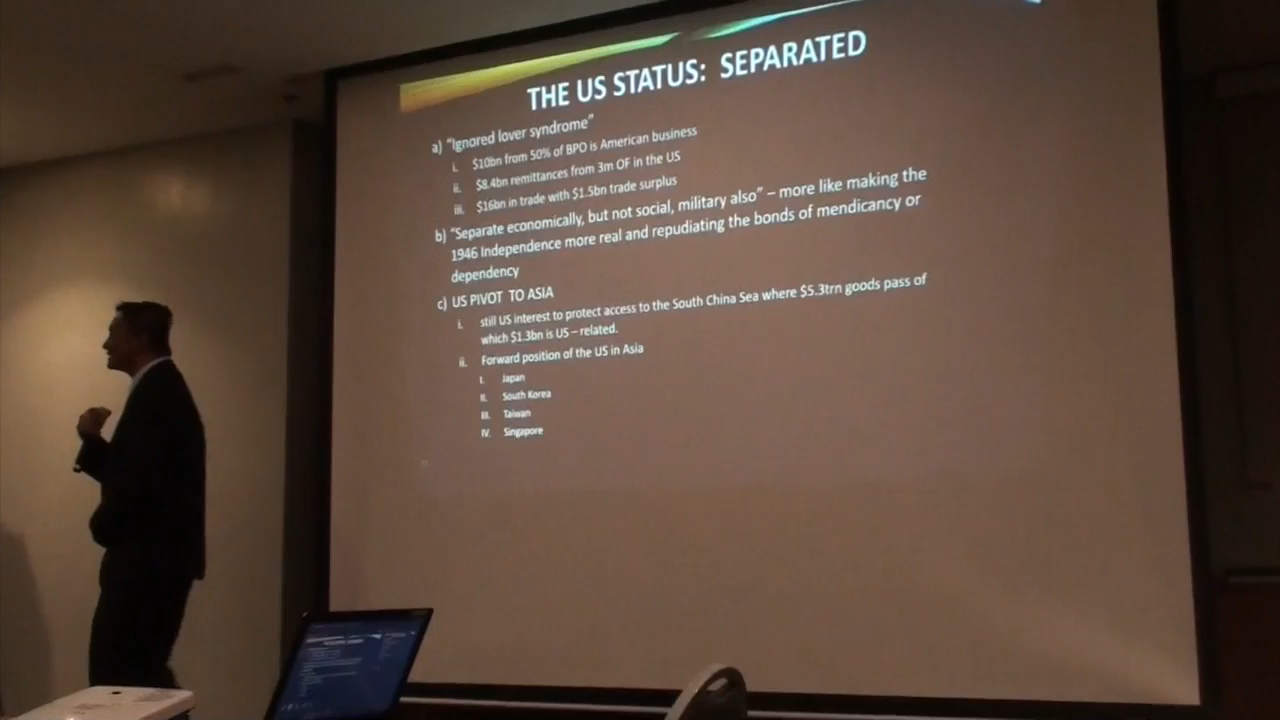 THE US STATUS: SEPARATED
a) "Ignored lover syndrome"
i. $10bn from 50% of BPO is American business
ii. $8.4bn remittances from 3m OF in the US
iii. $16bn in trade with $1.5bn trade surplus
b) "Separate economically, but not social, military also" – more like making the
1946 Independence more real and repudiating the bonds of mendicancy or
dependency
c) US PIVOT TO ASIA
i. still US interest to protect access to the South China Sea where $5.3trn goods pass of
which $1.3bn is US – related.
ii. Forward position of the US in Asia
I. Japan
II. South Korea
III. Taiwan
IV. Singapore